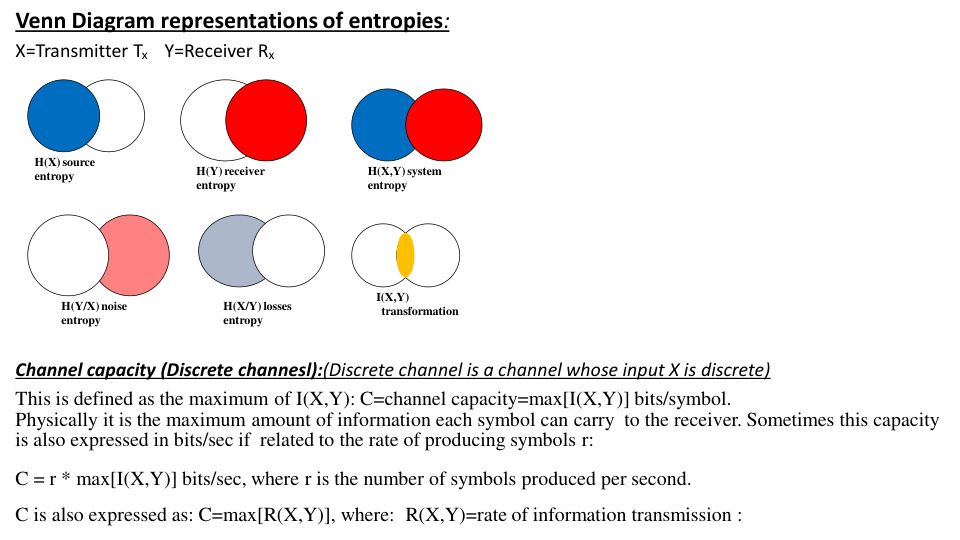 Venn Diagram representations of entropies:
X=Transmitter Tₓ Y=Receiver Rₓ
H(X) source
entropy
H(Y) receiver
entropy
H(X,Y) system
entropy
H(Y/X) noise
entropy
H(X/Y) losses
entropy
I(X,Y)
transformation
Channel capacity (Discrete channesl):(Discrete channel is a channel whose input X is discrete)
This is defined as the maximum of I(X,Y): C=channel capacity=max[I(X,Y)] bits/symbol.
Physically it is the maximum amount of information each symbol can carry to the receiver. Sometimes this capacity
is also expressed in bits/sec if related to the rate of producing symbols r:
C = r * max[I(X,Y)] bits/sec, where r is the number of symbols produced per second.
C is also expressed as: C=max[R(X,Y)], where: R(X,Y)=rate of information transmission :